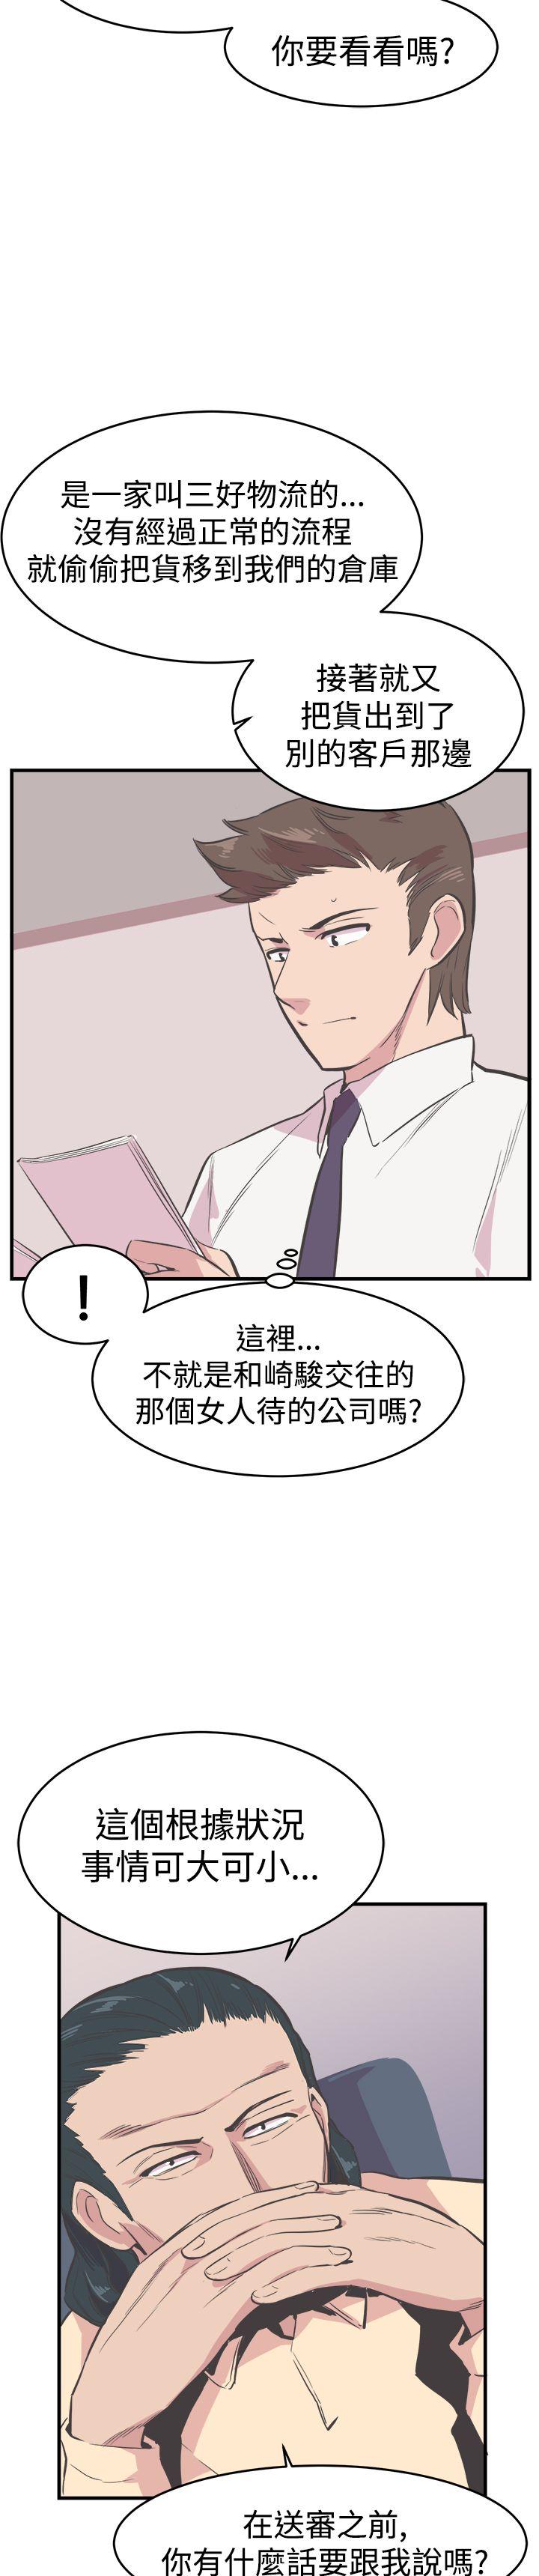 你要看看嗎?
是一家叫三好物流的...
沒有經過正常的流程
就偷偷把貨移到我們的倉庫
接著就又
把貨出到了
別的客戶那邊
!
這裡...
不就是和崎駿交往的
那個女人待的公司嗎?
這個根據狀況
事情可大可小...
在送審之前,
你有什麼話要跟我說嗎?